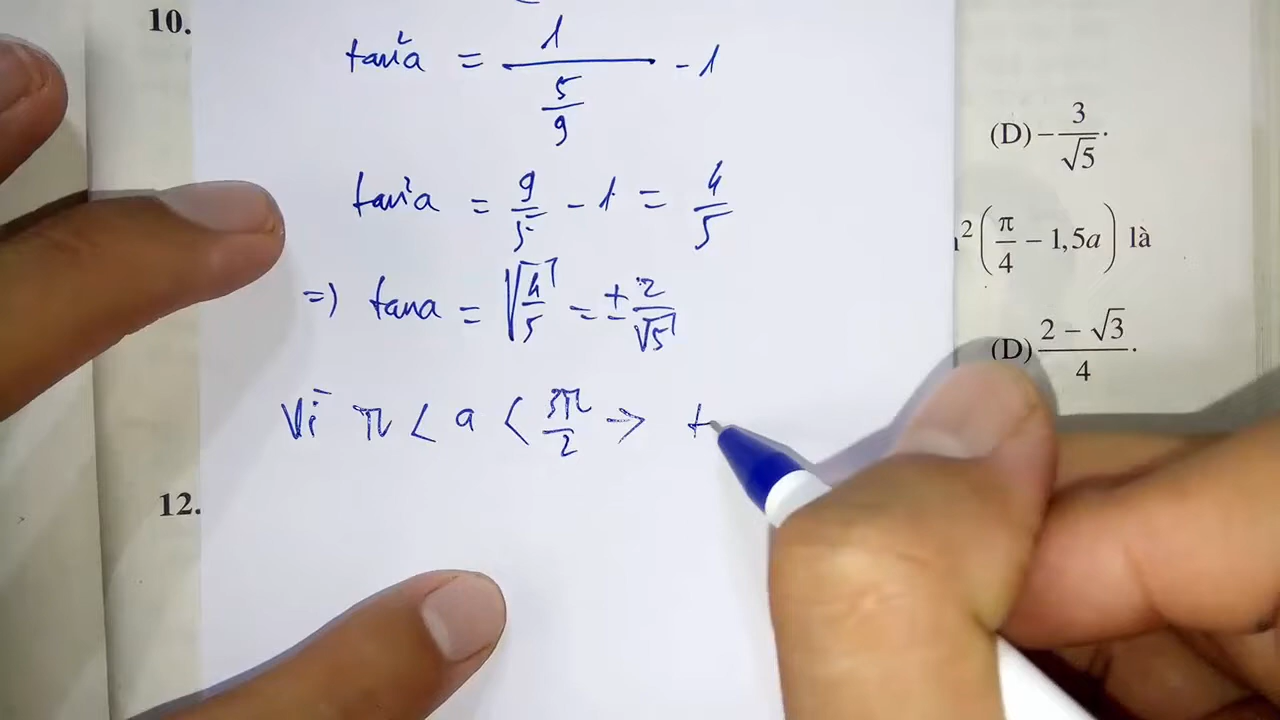 10.
tan²a = 1 / (5/9) - 1
tan²a = 9/5 - 1 = 4/5
=) tana = √(4/5) = ± 2/√5
Vì π < a < 3π/2 => t
12.
(D) -3/√5.
²(π/4 - 1,5a) là
(D) (2 - √3)/4.